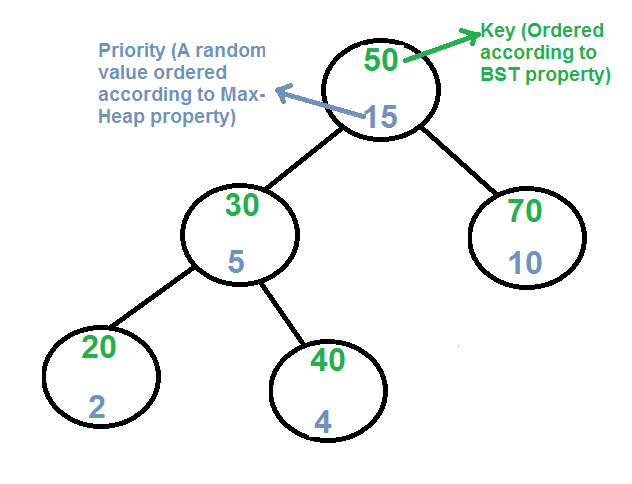 Key (Ordered
according to
BST property)
Priority (A random
value ordered
according to Max-
Heap property)
50
15
30
5
70
10
20
2
40
4